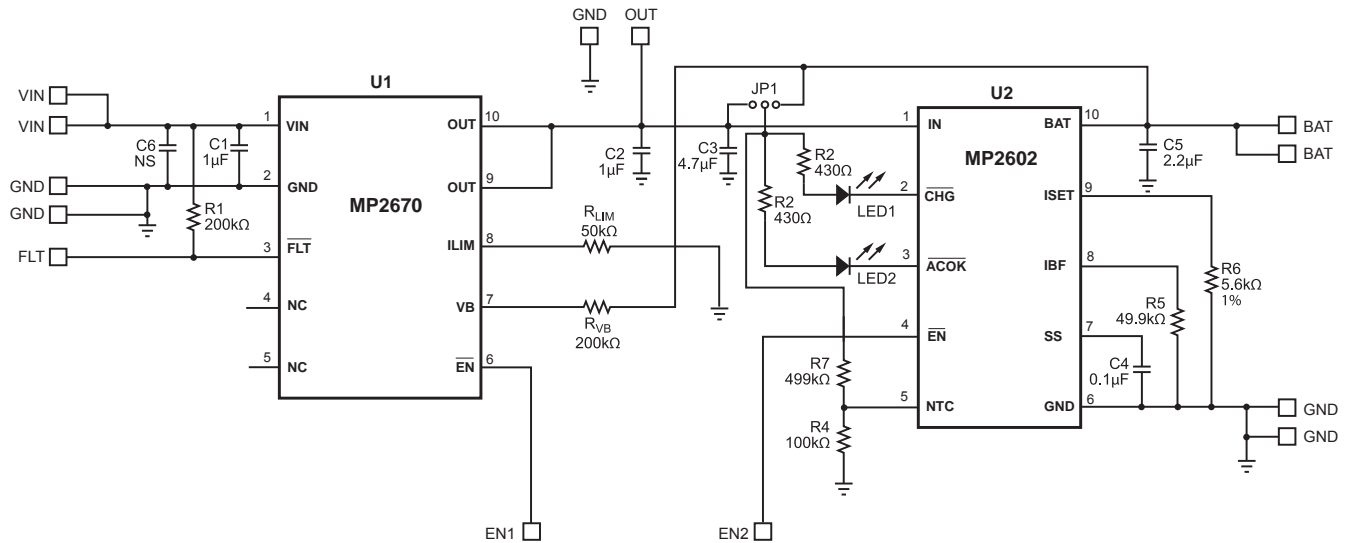 GND
OUT
U1
JP1
U2
VIN
VIN
GND
GND
FLT
C6
NS
C1
1µF
R1
200kΩ
1
VIN
2
GND
3
FLT
4
NC
5
NC
MP2670
OUT
10
OUT
9
ILIM
8
VB
7
EN
6
RLIM
50kΩ
RVB
200kΩ
EN1
C2
1µF
C3
4.7µF
R2
430Ω
R2
430Ω
LED1
LED2
R7
499kΩ
R4
100kΩ
EN2
1
IN
2
CHG
3
ACOK
4
EN
5
NTC
MP2602
BAT
10
ISET
9
IBF
8
SS
7
GND
6
C5
2.2µF
R6
5.6kΩ
1%
R5
49.9kΩ
C4
0.1µF
BAT
BAT
GND
GND